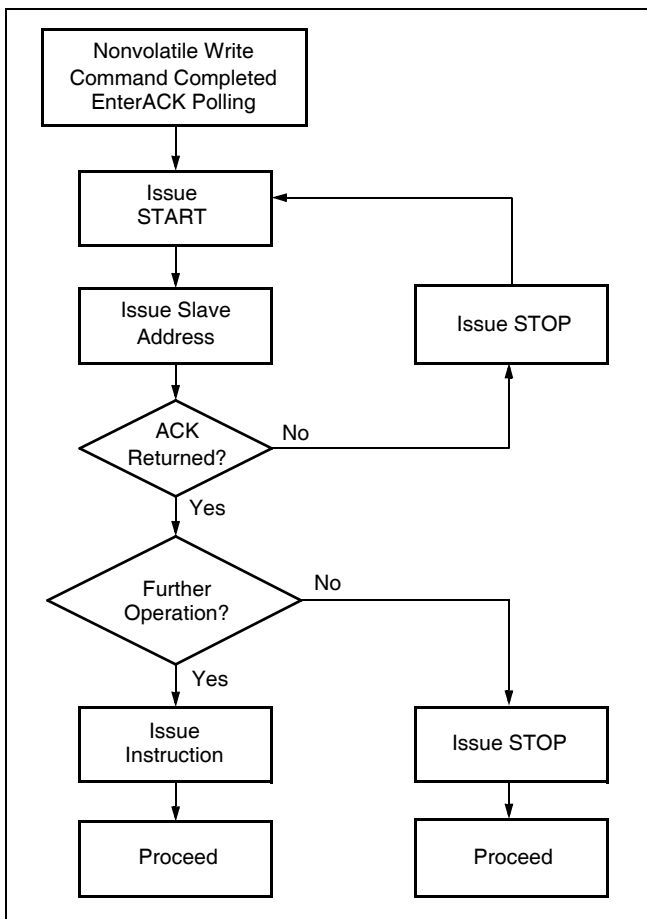 Nonvolatile Write
Command Completed
EnterACK Polling
Issue
START
Issue Slave
Address
Issue STOP
ACK
Returned?
No
Yes
Further
Operation?
No
Yes
Issue
Instruction
Issue STOP
Proceed
Proceed